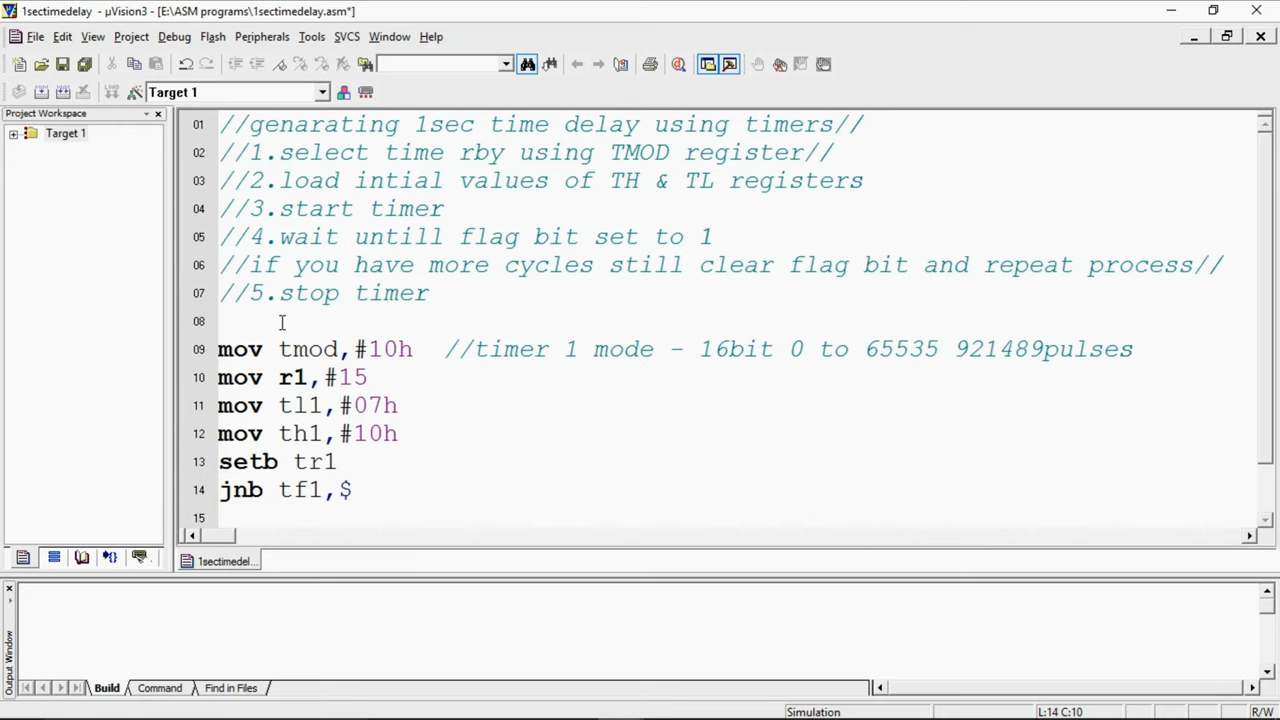 1sectimedelay - µVision3 - [E:\ASM programs\1sectimedelay.asm*]
File Edit View Project Debug Flash Peripherals Tools SVCS Window Help
Target 1
Project Workspace
Target 1
01 //genarating 1sec time delay using timers//
02 //1.select time rby using TMOD register//
03 //2.load intial values of TH & TL registers
04 //3.start timer
05 //4.wait untill flag bit set to 1
06 //if you have more cycles still clear flag bit and repeat process//
07 //5.stop timer
08
09 mov tmod,#10h //timer 1 mode - 16bit 0 to 65535 921489pulses
10 mov r1,#15
11 mov tl1,#07h
12 mov th1,#10h
13 setb tr1
14 jnb tf1,$
15
1sectimedel...
Output Window
Build Command Find in Files
Simulation L:14 C:10 R/W